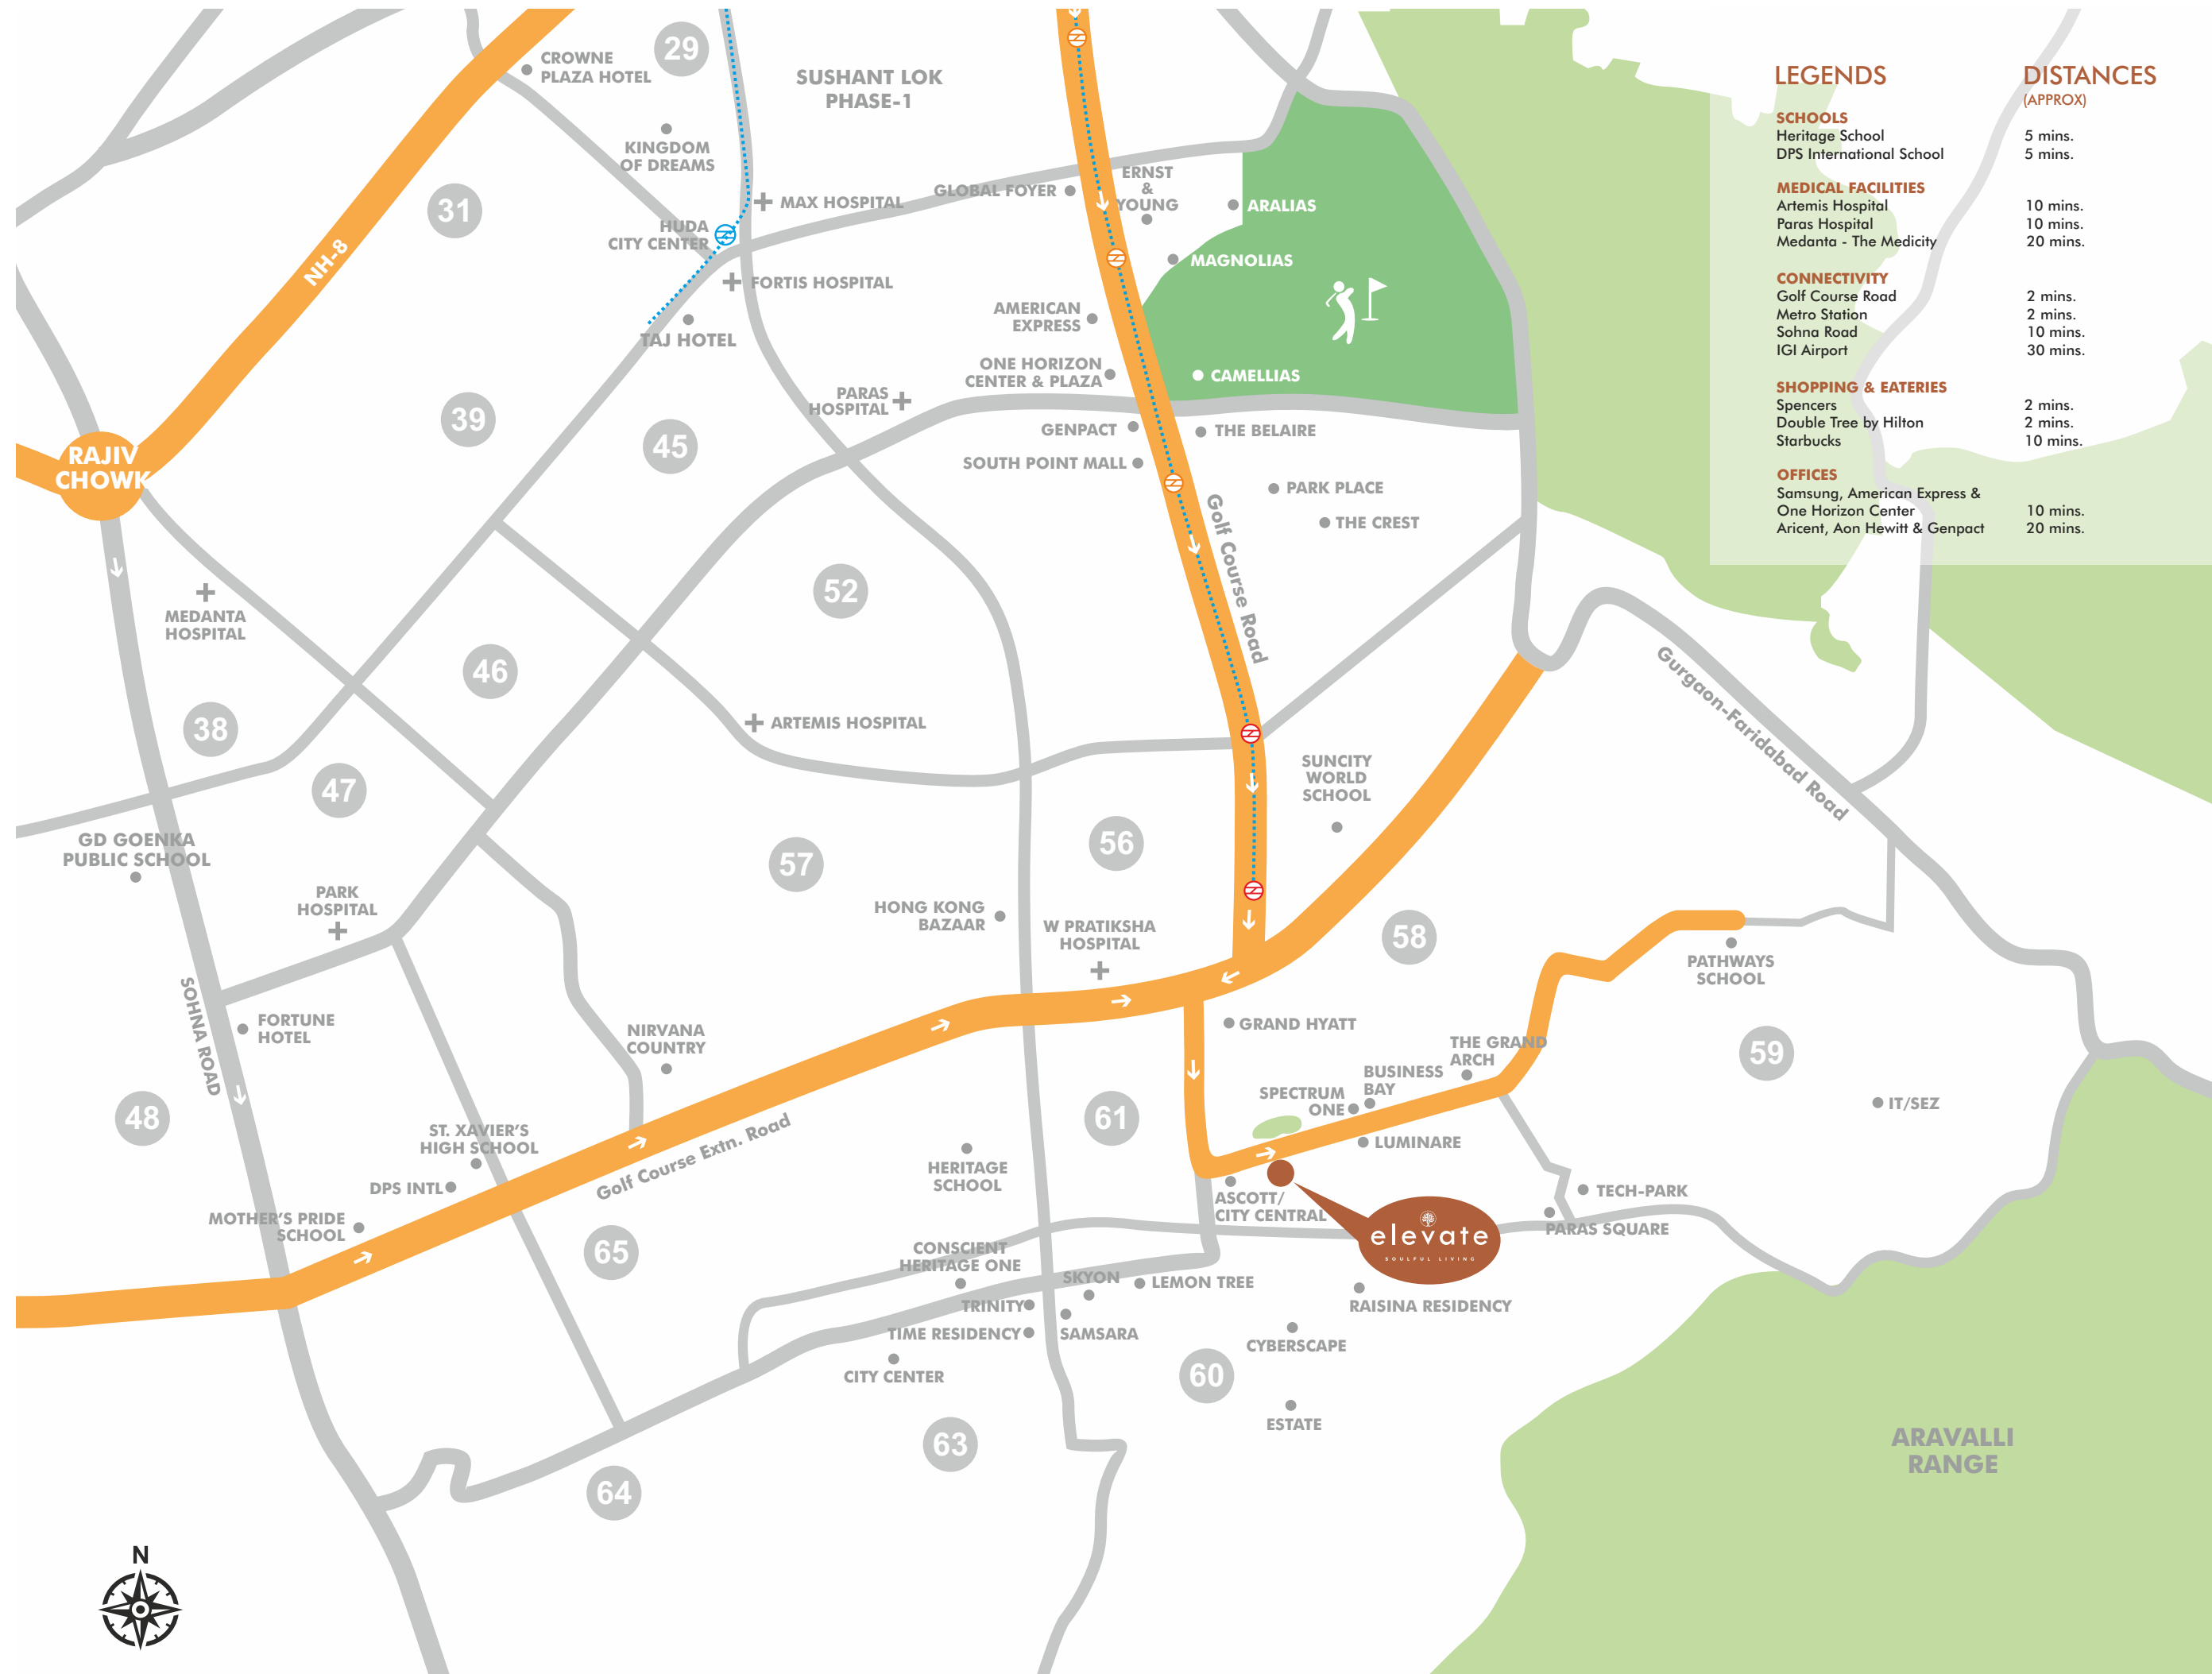 CROWNE
PLAZA HOTEL
29
SUSHANT LOK
PHASE-1
KINGDOM
OF DREAMS
31
MAX HOSPITAL
GLOBAL FOYER
ERNST
&
YOUNG
ARALIAS
HUDA
CITY CENTER
NH-8
MAGNOLIAS
FORTIS HOSPITAL
TAJ HOTEL
AMERICAN
EXPRESS
ONE HORIZON
CENTER & PLAZA
CAMELLIAS
PARAS
HOSPITAL
39
45
GENPACT
THE BELAIRE
SOUTH POINT MALL
RAJIV
CHOWK
PARK PLACE
THE CREST
Golf Course Road
52
MEDANTA
HOSPITAL
46
38
ARTEMIS HOSPITAL
Gurgaon-Faridabad Road
47
SUNCITY
WORLD
SCHOOL
GD GOENKA
PUBLIC SCHOOL
57
56
PARK
HOSPITAL
HONG KONG
BAZAAR
W PRATIKSHA
HOSPITAL
58
PATHWAYS
SCHOOL
SOHNA ROAD
FORTUNE
HOTEL
NIRVANA
COUNTRY
GRAND HYATT
THE GRAND
ARCH
59
BUSINESS
BAY
SPECTRUM
ONE
IT/SEZ
48
61
ST. XAVIER'S
HIGH SCHOOL
Golf Course Extn. Road
LUMINARE
DPS INTL
HERITAGE
SCHOOL
ASCOTT/
CITY CENTRAL
TECH-PARK
MOTHER'S PRIDE
SCHOOL
PARAS SQUARE
elevate
SOULFUL LIVING
65
CONSCIENT
HERITAGE ONE
SKYON
LEMON TREE
TRINITY
RAISINA RESIDENCY
TIME RESIDENCY
SAMSARA
CYBERSCAPE
CITY CENTER
60
ESTATE
63
64
ARAVALLI
RANGE
N
LEGENDS
DISTANCES
(APPROX)
SCHOOLS
Heritage School 5 mins.
DPS International School 5 mins.
MEDICAL FACILITIES
Artemis Hospital 10 mins.
Paras Hospital 10 mins.
Medanta - The Medicity 20 mins.
CONNECTIVITY
Golf Course Road 2 mins.
Metro Station 2 mins.
Sohna Road 10 mins.
IGI Airport 30 mins.
SHOPPING & EATERIES
Spencers 2 mins.
Double Tree by Hilton 2 mins.
Starbucks 10 mins.
OFFICES
Samsung, American Express &
One Horizon Center 10 mins.
Aricent, Aon Hewitt & Genpact 20 mins.